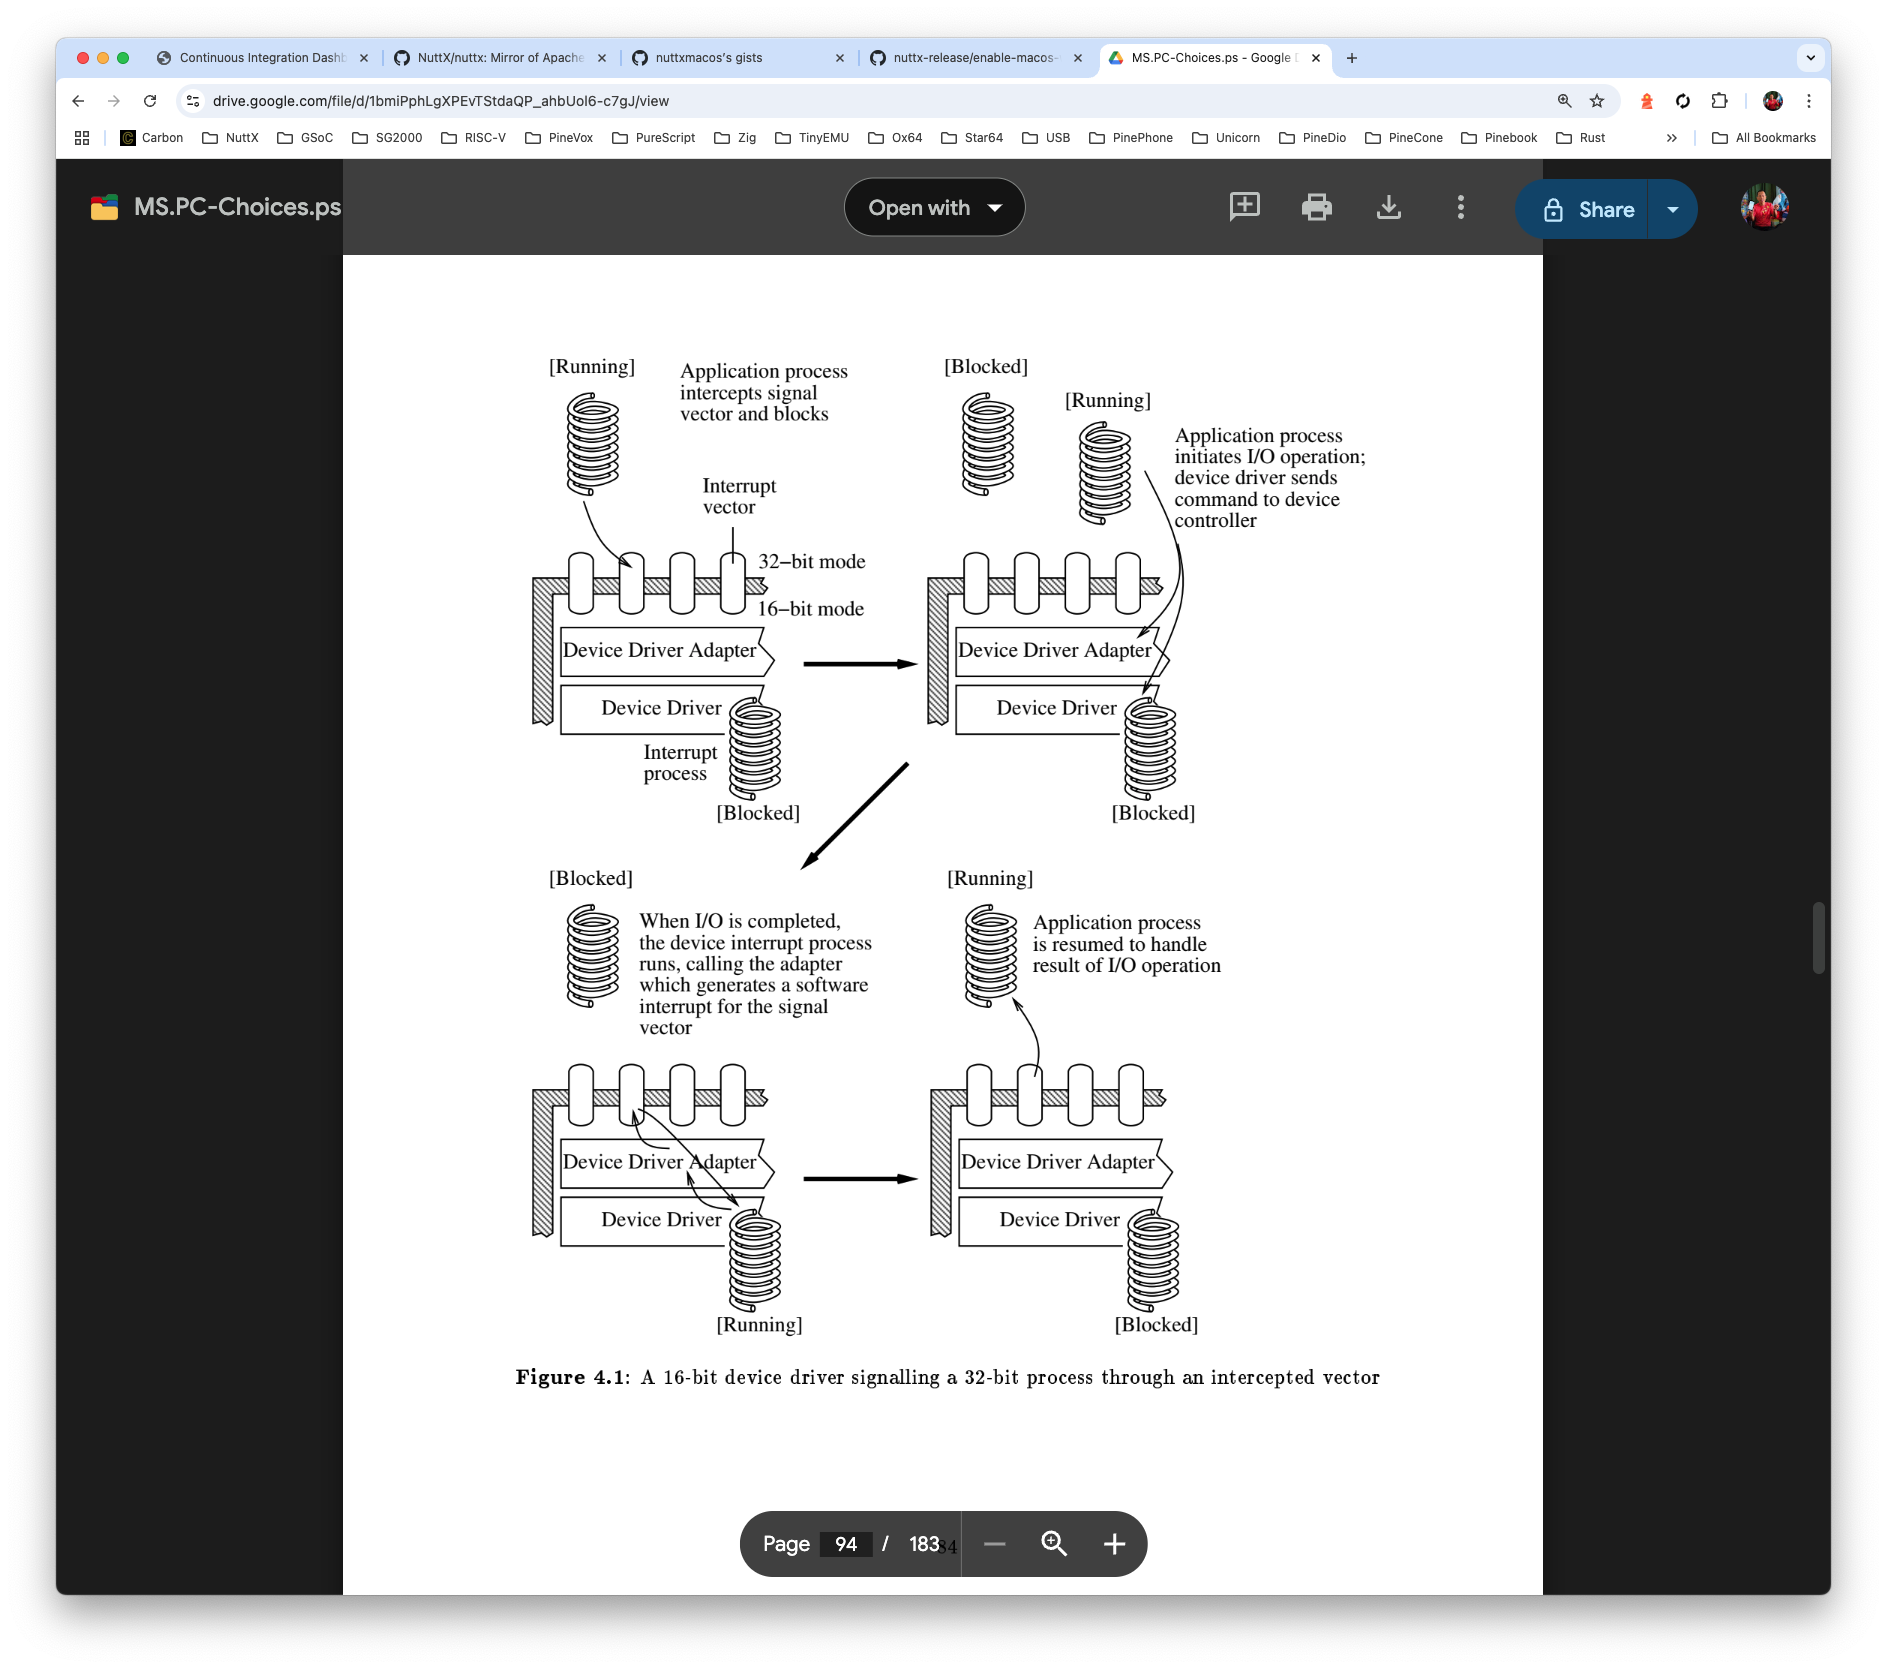 Continuous Integration Dashb
NuttX/nuttx: Mirror of Apache
nuttxmacos's gists
nuttx-release/enable-macos-
MS.PC-Choices.ps - Google D
drive.google.com/file/d/1bmiPphLgXPEvTStdaQP_ahbUoI6-c7gJ/view
Carbon NuttX GSoC SG2000 RISC-V PineVox PureScript Zig TinyEMU Ox64 Star64 USB PinePhone Unicorn PineDio PineCone Pinebook Rust » All Bookmarks
MS.PC-Choices.ps
Open with
Share
[Running]
Application process
intercepts signal
vector and blocks
Interrupt
vector
32–bit mode
16–bit mode
Device Driver Adapter
Device Driver
Interrupt
process
[Blocked]
[Blocked]
[Running]
Application process
initiates I/O operation;
device driver sends
command to device
controller
Device Driver Adapter
Device Driver
[Blocked]
[Blocked]
When I/O is completed,
the device interrupt process
runs, calling the adapter
which generates a software
interrupt for the signal
vector
Device Driver Adapter
Device Driver
[Running]
[Running]
Application process
is resumed to handle
result of I/O operation
Device Driver Adapter
Device Driver
[Blocked]
Figure 4.1: A 16-bit device driver signalling a 32-bit process through an intercepted vector
84
Page 94 / 183